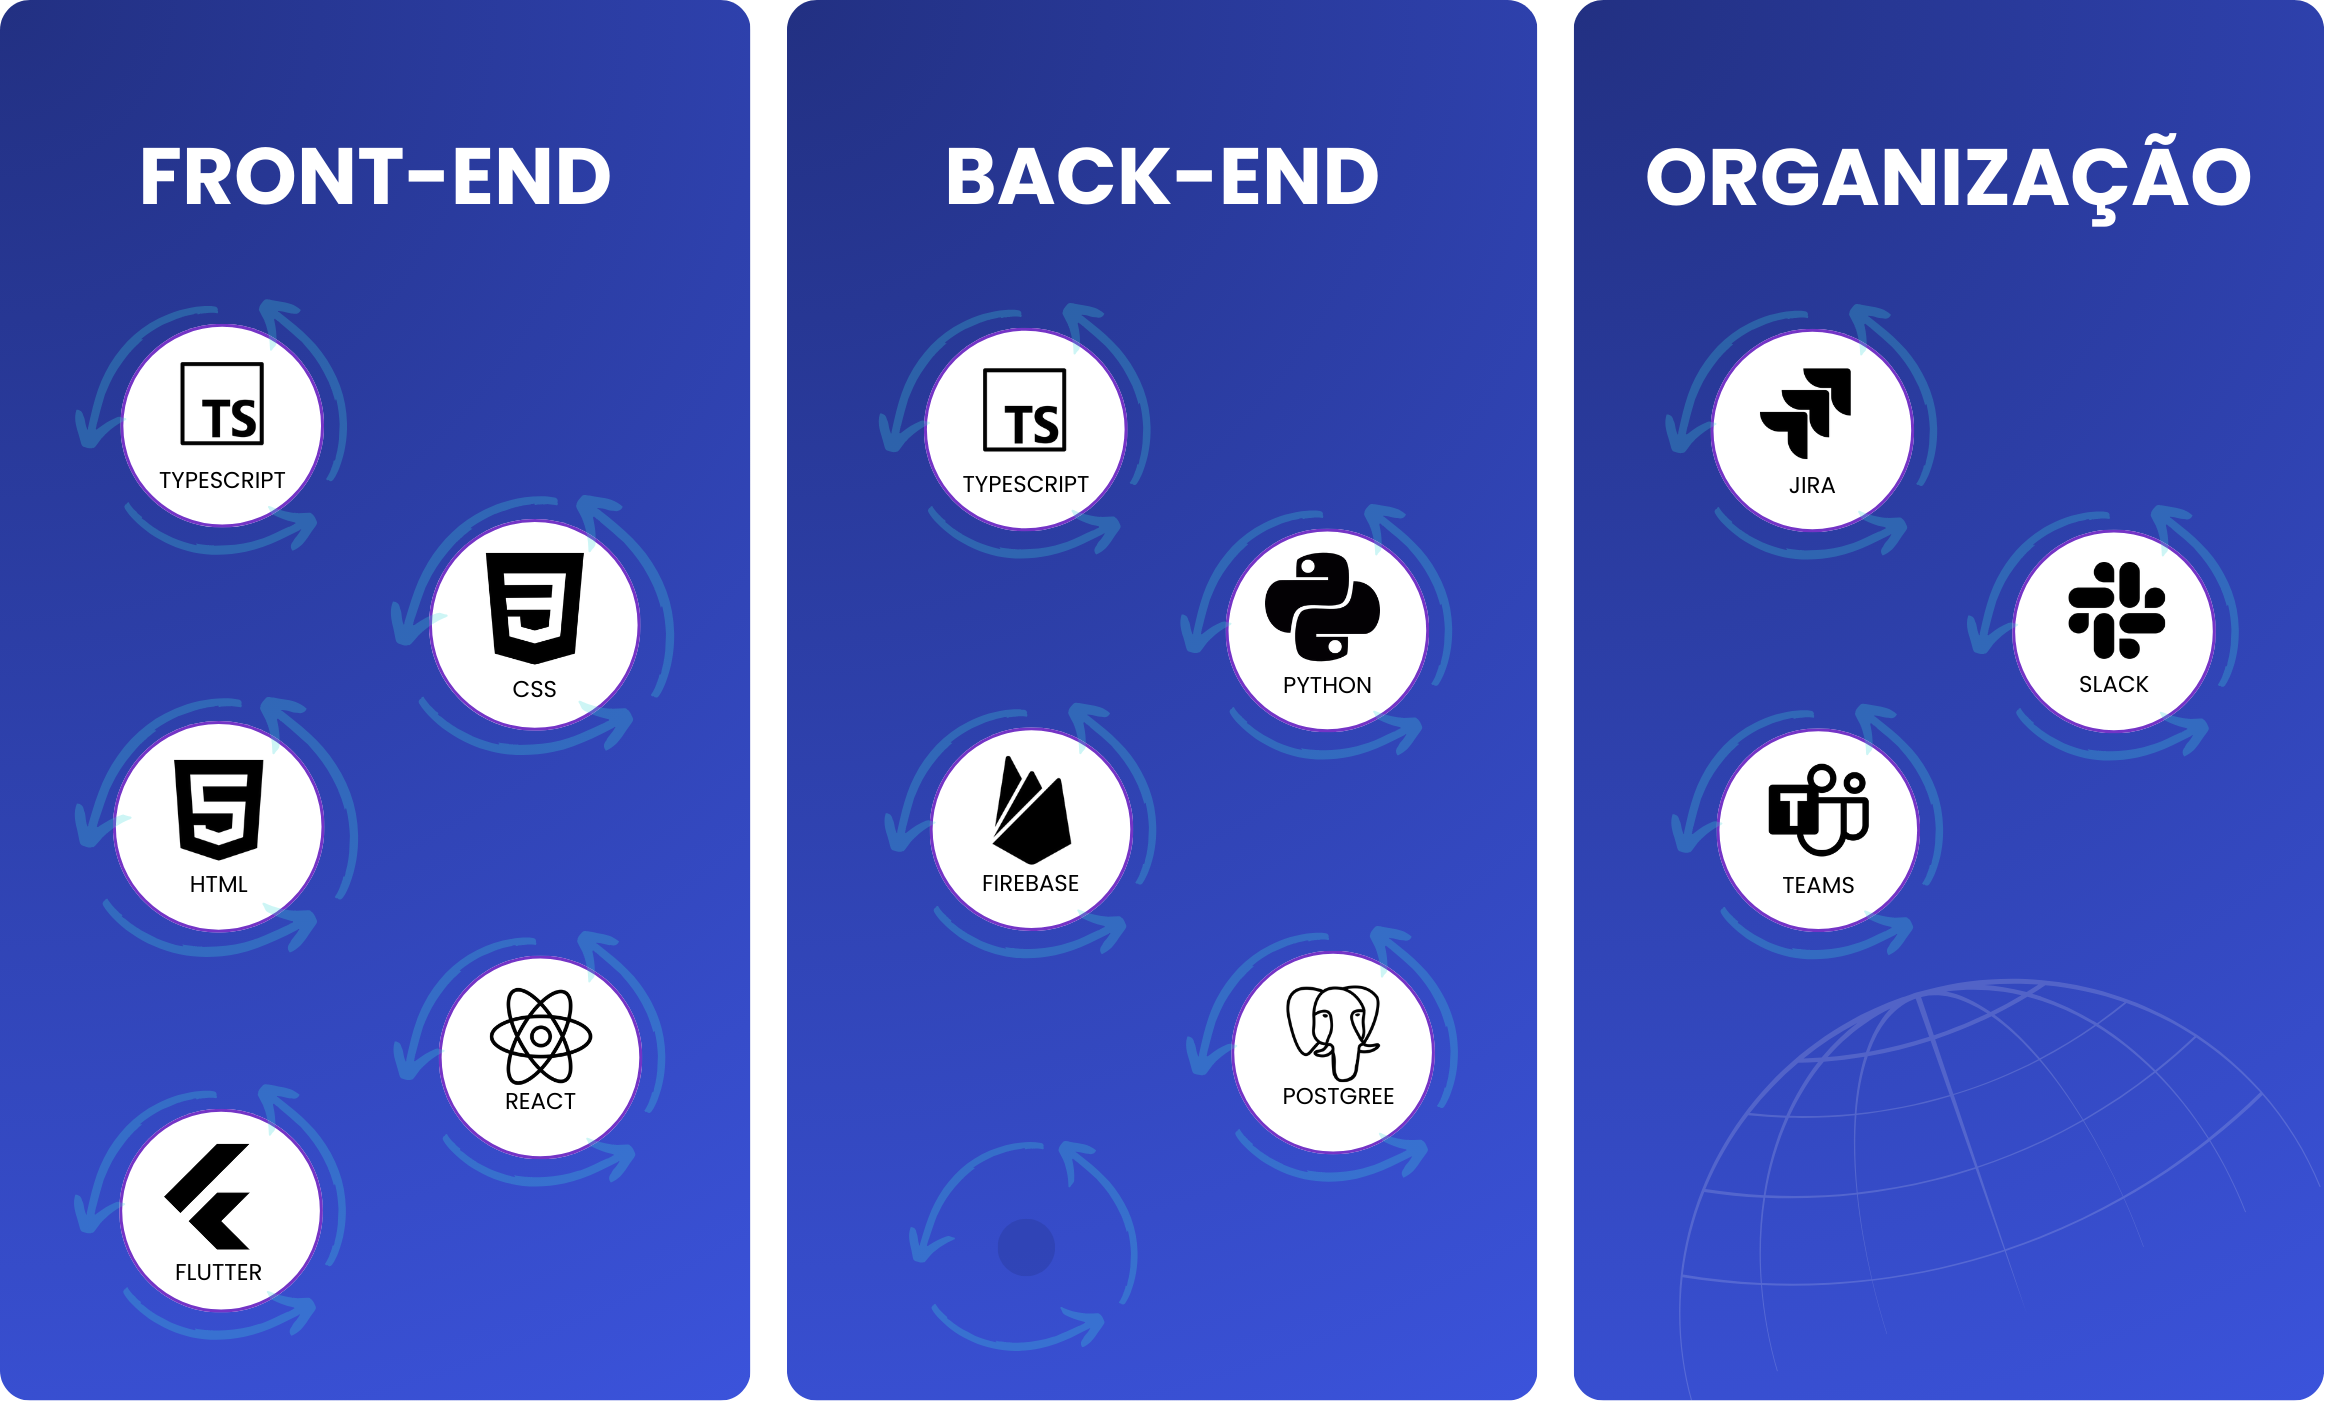 FRONT-END
TS
TYPESCRIPT
CSS
HTML
REACT
FLUTTER
BACK-END
TS
TYPESCRIPT
PYTHON
FIREBASE
POSTGREE
ORGANIZAÇÃO
JIRA
SLACK
T
TEAMS